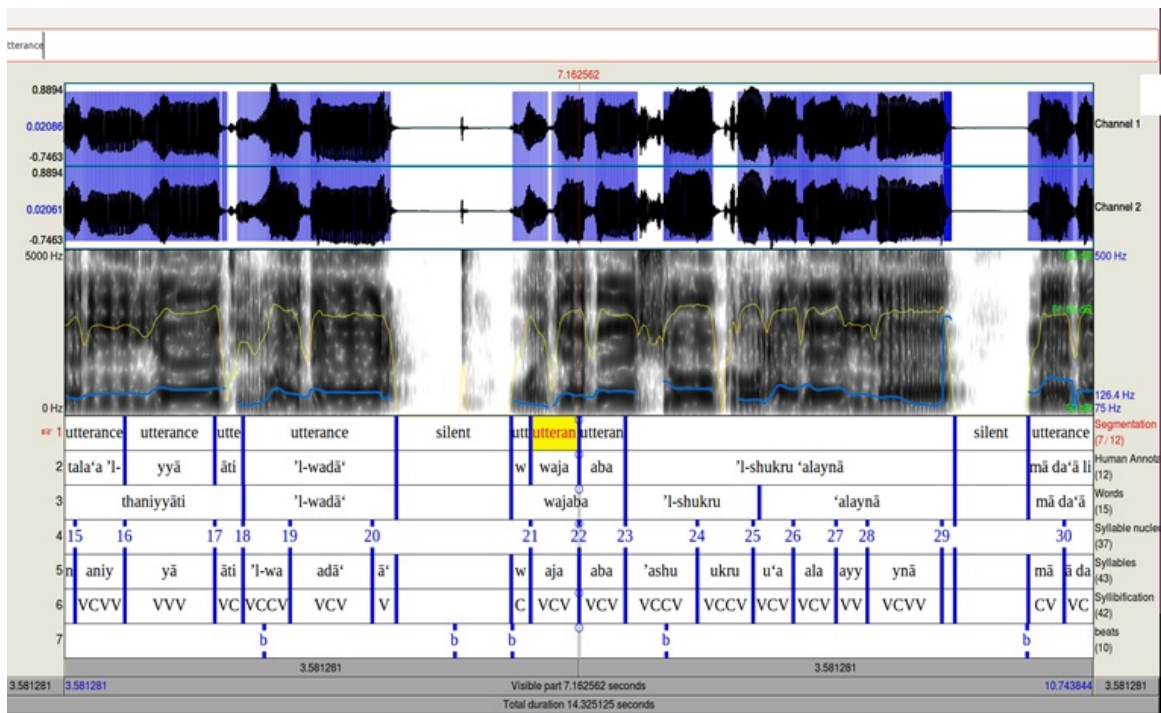 tterance
7.162562
0.8894
0.02086
-0.7463
Channel 1
0.8894
0.02061
-0.7463
Channel 2
5000 Hz
500 Hz
0 Hz
126.4 Hz
75 Hz
1 utterance utterance utte utterance silent utt utteran utteran silent utterance Segmentation (7 / 12)
2 tala‘a ’l- yyā āti ’l-wadā‘ w waja aba ’l-shukru ‘alaynā mā da‘ā li Human Annota (12)
3 thaniyyāti ’l-wadā‘ wajaba ’l-shukru ‘alaynā mā da‘ā Words (15)
4 15 16 17 18 19 20 21 22 23 24 25 26 27 28 29 30 Syllable nucle (37)
5 n aniy yā āti ’l-wa adā‘ ā‘ w aja aba ’ashu ukru u‘a ala ayy ynā mā ā da Syllables (43)
6 VCVV VVV VC VCCV VCV V C VCV VCV VCCV VCCV VCV VCV VV VCVV CV VC Syllibification (42)
7 b b b b b beats (10)
3.581281 3.581281
3.581281 3.581281 Visible part 7.162562 seconds 10.743844 3.581281
Total duration 14.325125 seconds